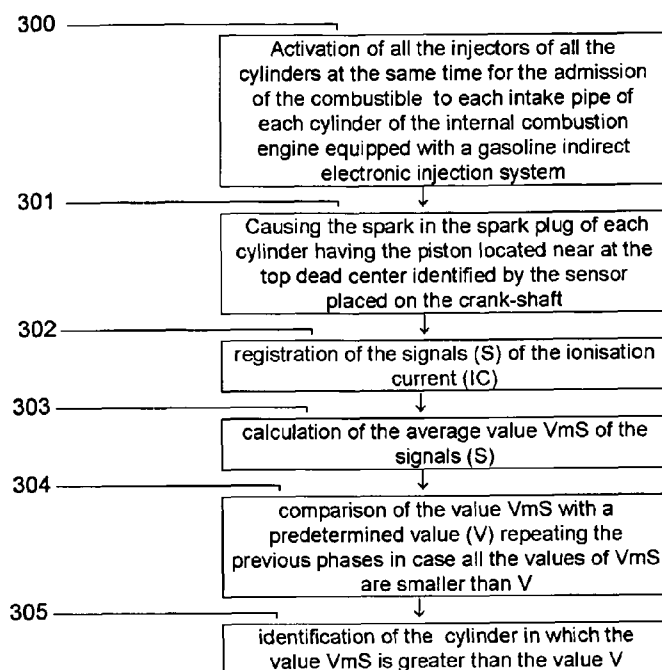 300
Activation of all the injectors of all the
cylinders at the same time for the admission
of the combustible to each intake pipe of
each cylinder of the internal combustion
engine equipped with a gasoline indirect
electronic injection system
301
Causing the spark in the spark plug of each
cylinder having the piston located near at the
top dead center identified by the sensor
placed on the crank-shaft
302
registration of the signals (S) of the ionisation
current (IC)
303
calculation of the average value VmS of the
signals (S)
304
comparison of the value VmS with a
predetermined value (V) repeating the
previous phases in case all the values of VmS
are smaller than V
305
identification of the cylinder in which the
value VmS is greater than the value V